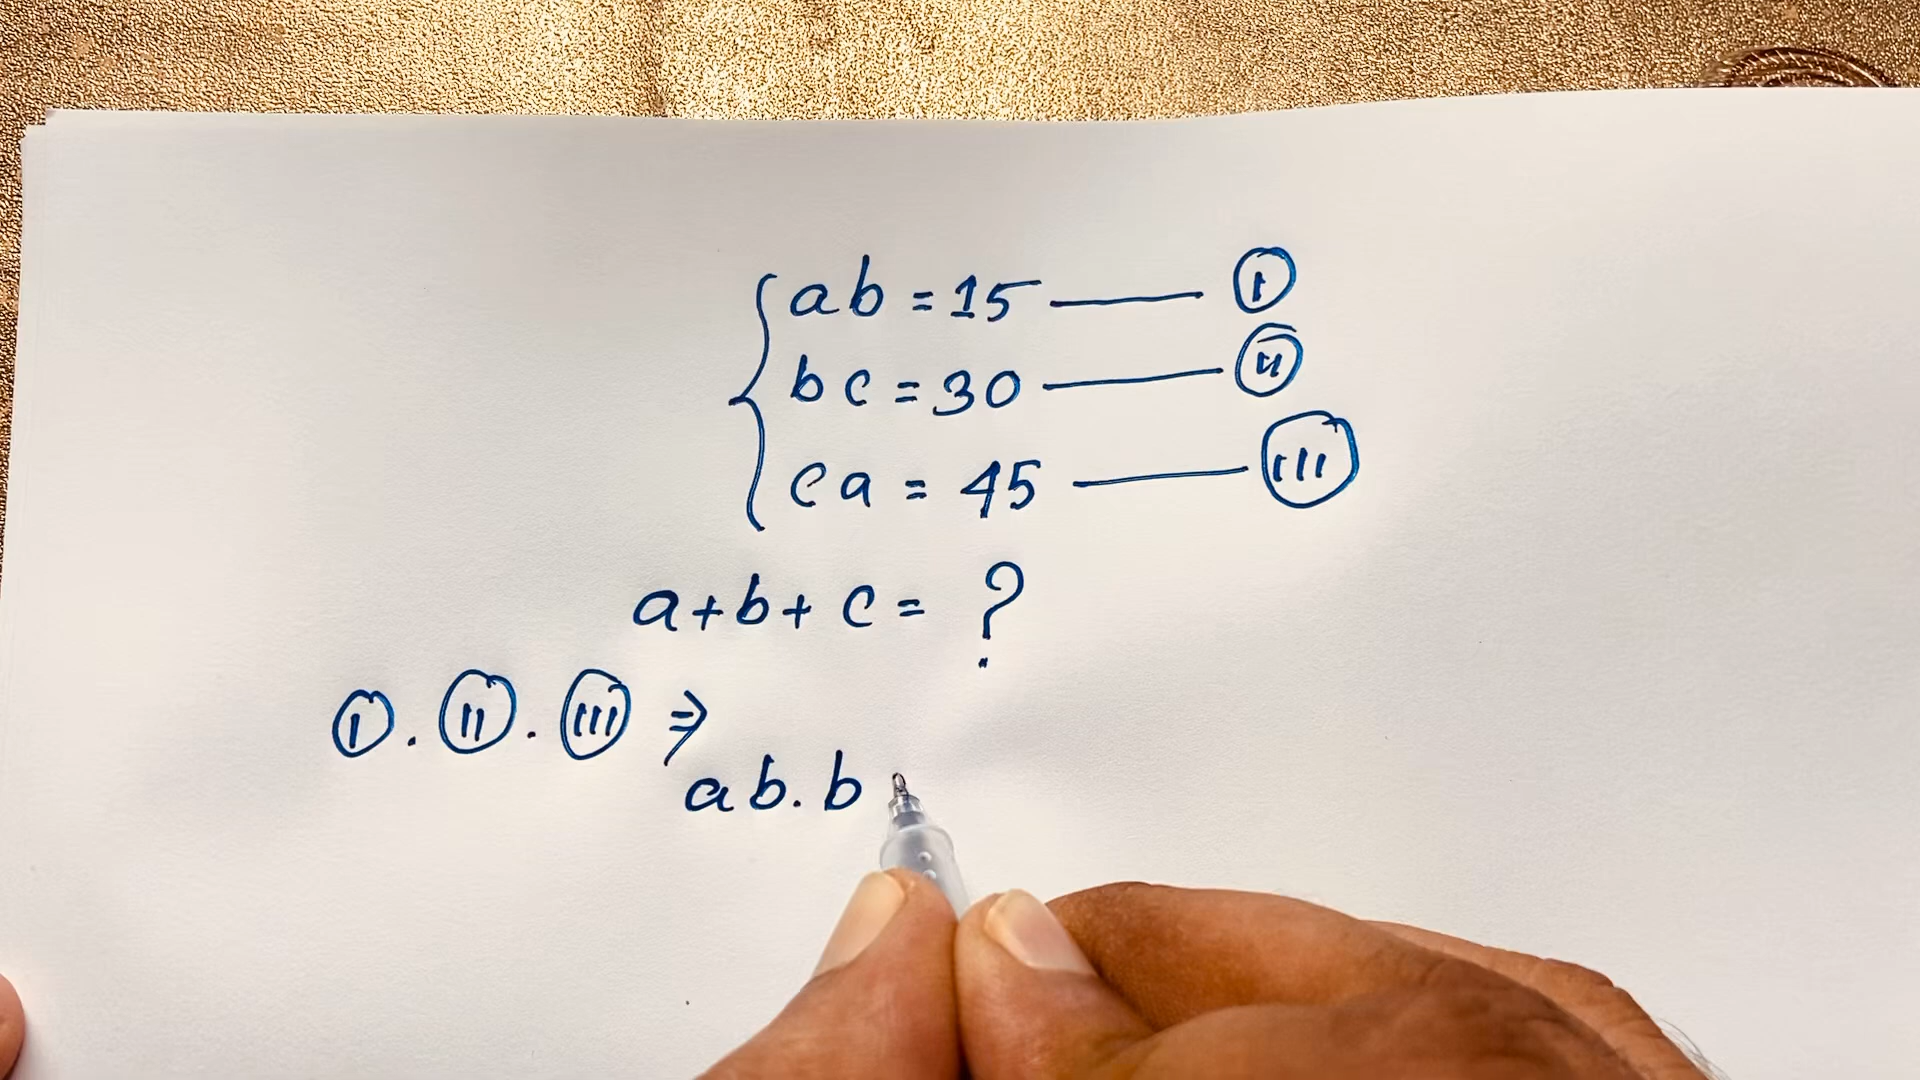 ab = 15 —— (I)
bc = 30 —— (II)
ca = 45 —— (III)
a+b+c = ?
(I) . (II) . (III) ⇒
ab.b